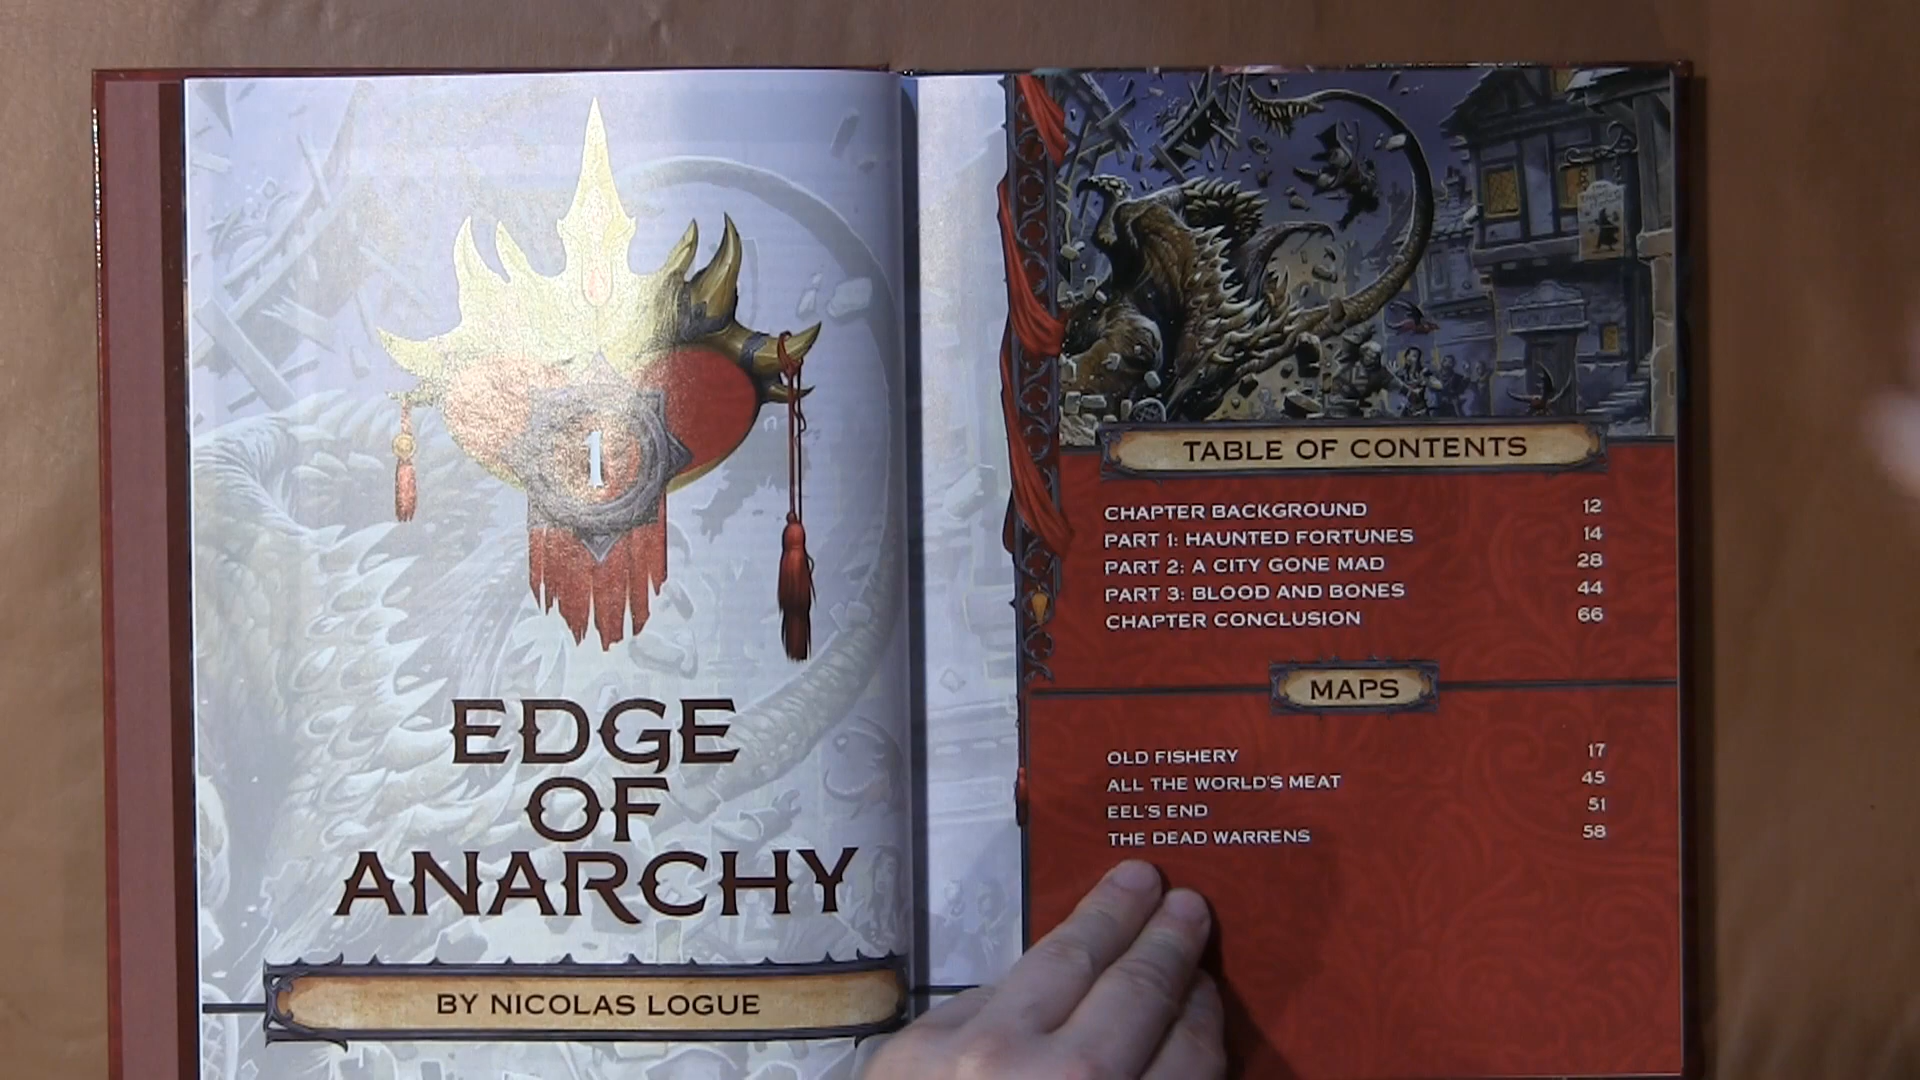 1
EDGE
OF
ANARCHY
BY NICOLAS LOGUE
TABLE OF CONTENTS
CHAPTER BACKGROUND 12
PART 1: HAUNTED FORTUNES 14
PART 2: A CITY GONE MAD 28
PART 3: BLOOD AND BONES 44
CHAPTER CONCLUSION 66
MAPS
OLD FISHERY 17
ALL THE WORLD'S MEAT 45
EEL'S END 51
THE DEAD WARRENS 58